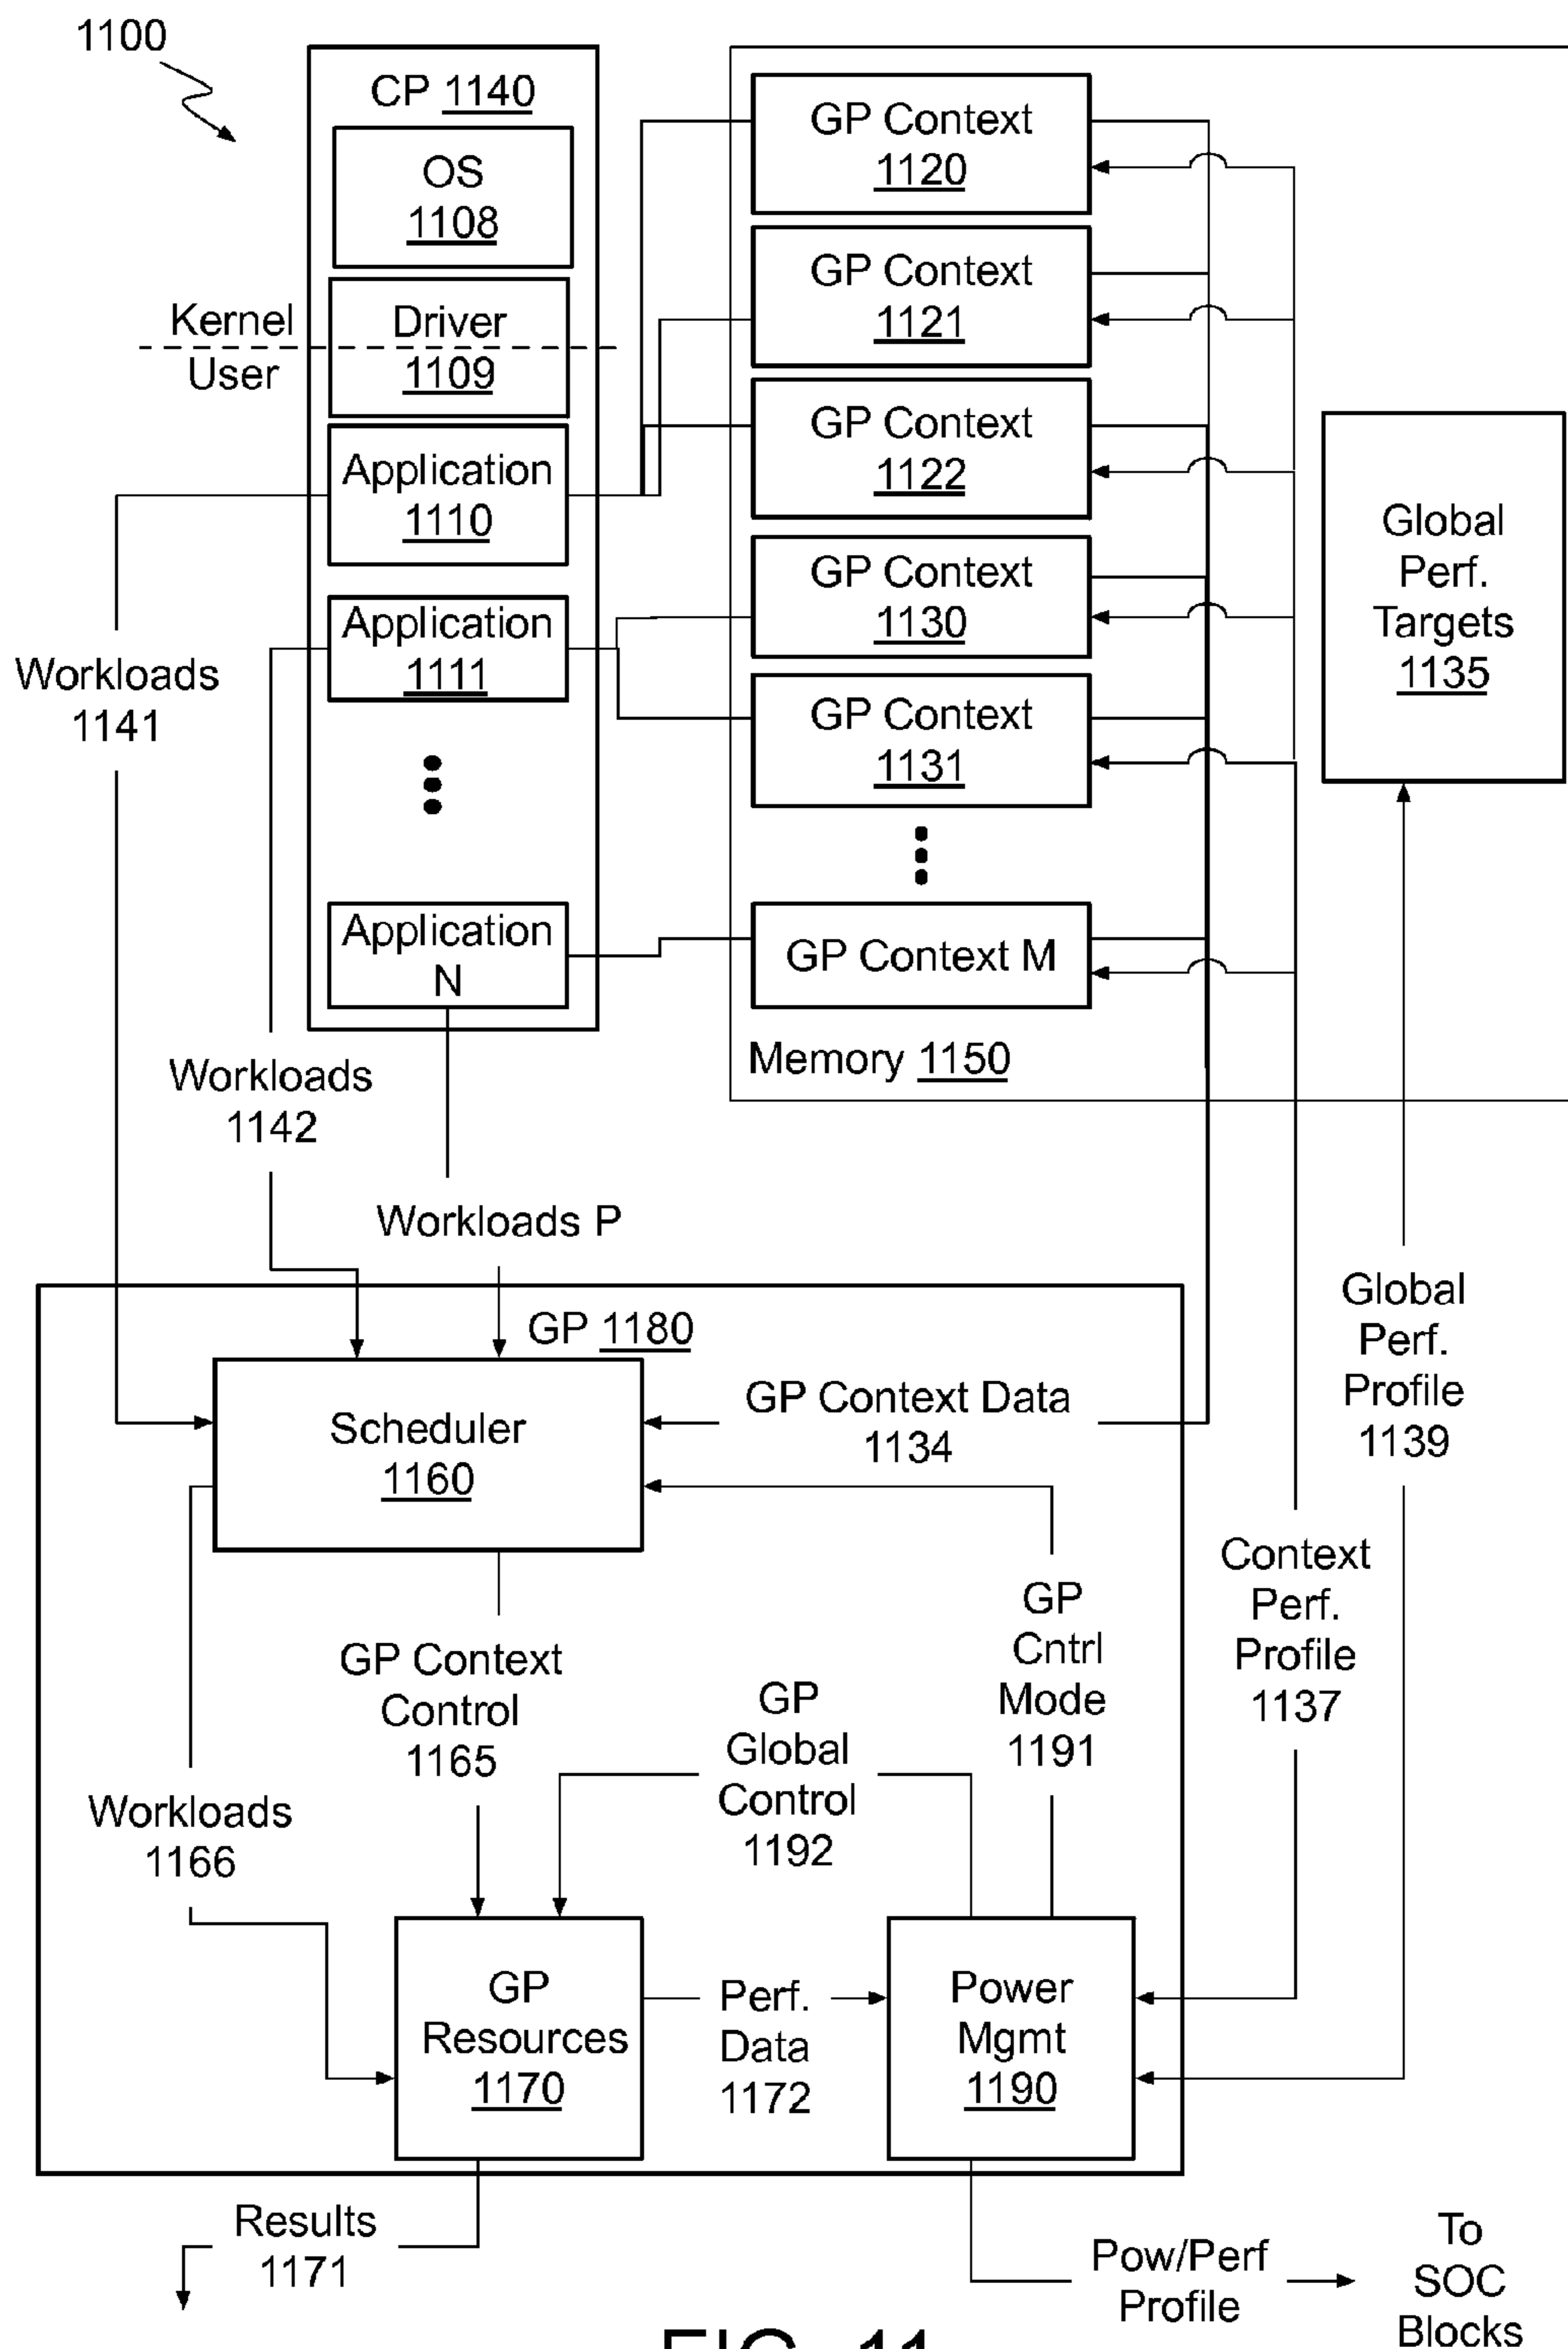 1100
CP 1140
OS
1108
Kernel
User
Driver
1109
Application
1110
Application
1111
Application
N
GP Context
1120
GP Context
1121
GP Context
1122
GP Context
1130
GP Context
1131
GP Context M
Memory 1150
Global
Perf.
Targets
1135
Workloads
1141
Workloads
1142
Workloads P
GP 1180
Scheduler
1160
GP Context Data
1134
Global
Perf.
Profile
1139
Context
Perf.
Profile
1137
GP
Cntrl
Mode
1191
GP Context
Control
1165
GP
Global
Control
1192
Workloads
1166
GP
Resources
1170
Perf.
Data
1172
Power
Mgmt
1190
Results
1171
Pow/Perf
Profile
To
SOC
Blocks
FIG. 11